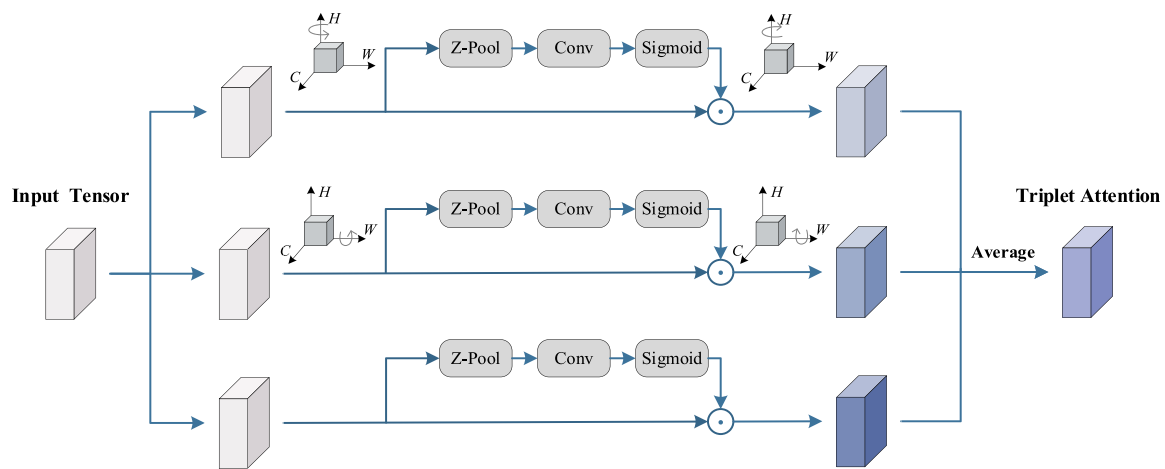 H
W
C
Z-Pool
Conv
Sigmoid
H
W
C
Input Tensor
H
W
C
Z-Pool
Conv
Sigmoid
H
W
C
Triplet Attention
Average
Z-Pool
Conv
Sigmoid